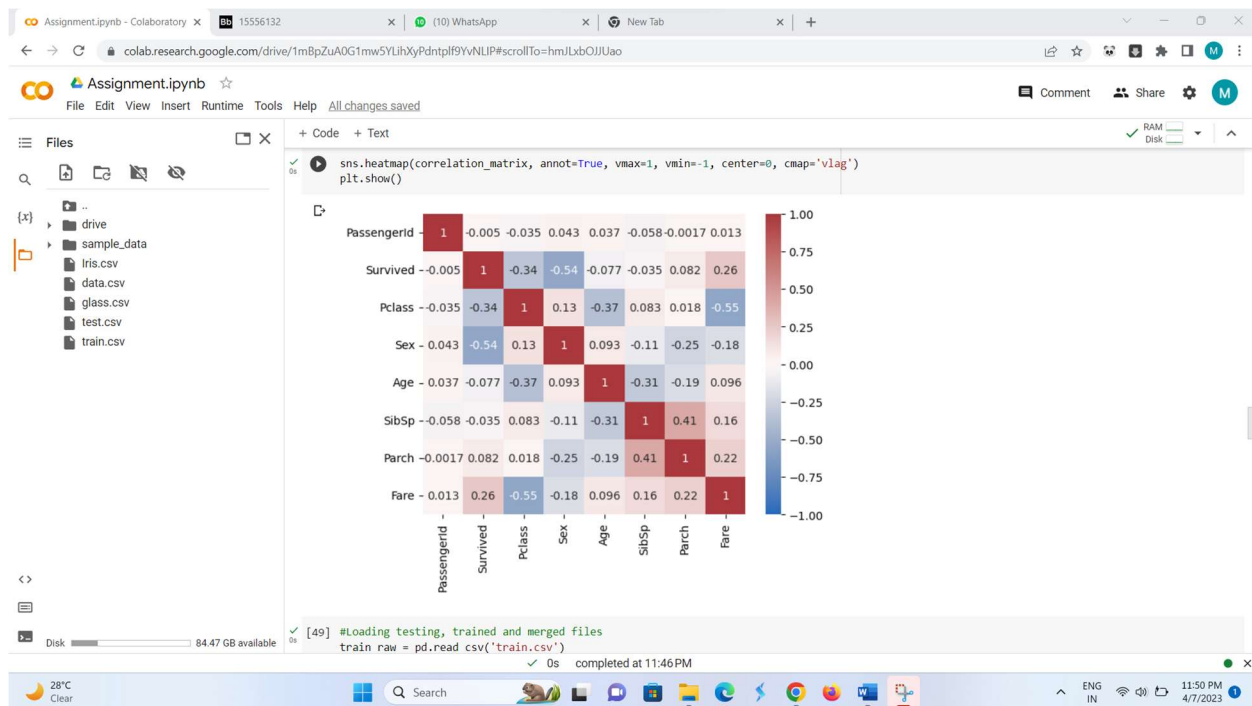 Assignment.ipynb - Colaboratory
Bb 15556132
(10) WhatsApp
New Tab
colab.research.google.com/drive/1mBpZuA0G1mw5YLihXyPdntplf9YvNLIP#scrollTo=hmJLxbOJJUao
M
CO
Assignment.ipynb
File Edit View Insert Runtime Tools Help All changes saved
Comment Share M
Files
+ Code + Text
RAM
Disk
{x}
..
drive
sample_data
Iris.csv
data.csv
glass.csv
test.csv
train.csv
Disk 84.47 GB available
0s
sns.heatmap(correlation_matrix, annot=True, vmax=1, vmin=-1, center=0, cmap='vlag')
plt.show()
PassengerId - 1 -0.005 -0.035 0.043 0.037 -0.058 -0.0017 0.013
Survived - -0.005 1 -0.34 -0.54 -0.077 -0.035 0.082 0.26
Pclass - -0.035 -0.34 1 0.13 -0.37 0.083 0.018 -0.55
Sex - 0.043 -0.54 0.13 1 0.093 -0.11 -0.25 -0.18
Age - 0.037 -0.077 -0.37 0.093 1 -0.31 -0.19 0.096
SibSp - -0.058 -0.035 0.083 -0.11 -0.31 1 0.41 0.16
Parch - -0.0017 0.082 0.018 -0.25 -0.19 0.41 1 0.22
Fare - 0.013 0.26 -0.55 -0.18 0.096 0.16 0.22 1
PassengerId
Survived
Pclass
Sex
Age
SibSp
Parch
Fare
1.00
0.75
0.50
0.25
0.00
−0.25
−0.50
−0.75
−1.00
0s
[49] #Loading testing, trained and merged files
train_raw = pd.read_csv('train.csv')
0s completed at 11:46 PM
28°C
Clear
Search
ENG
IN
11:50 PM
4/7/2023
1